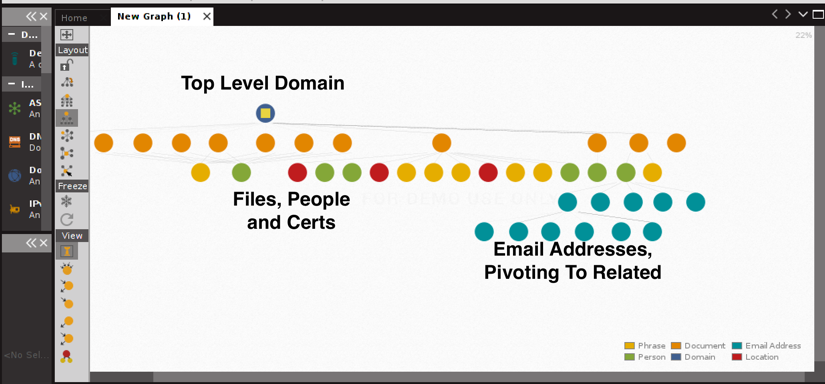 Home
New Graph (1)
22%
D...
De
A d
I...
AS
An
DN
Do
Do
An
IPv
An
<No Sel...
Layout
Freeze
View
Top Level Domain
Files, People
and Certs
FOR DEMO USE ONLY
Email Addresses,
Pivoting To Related
Phrase
Document
Email Address
Person
Domain
Location